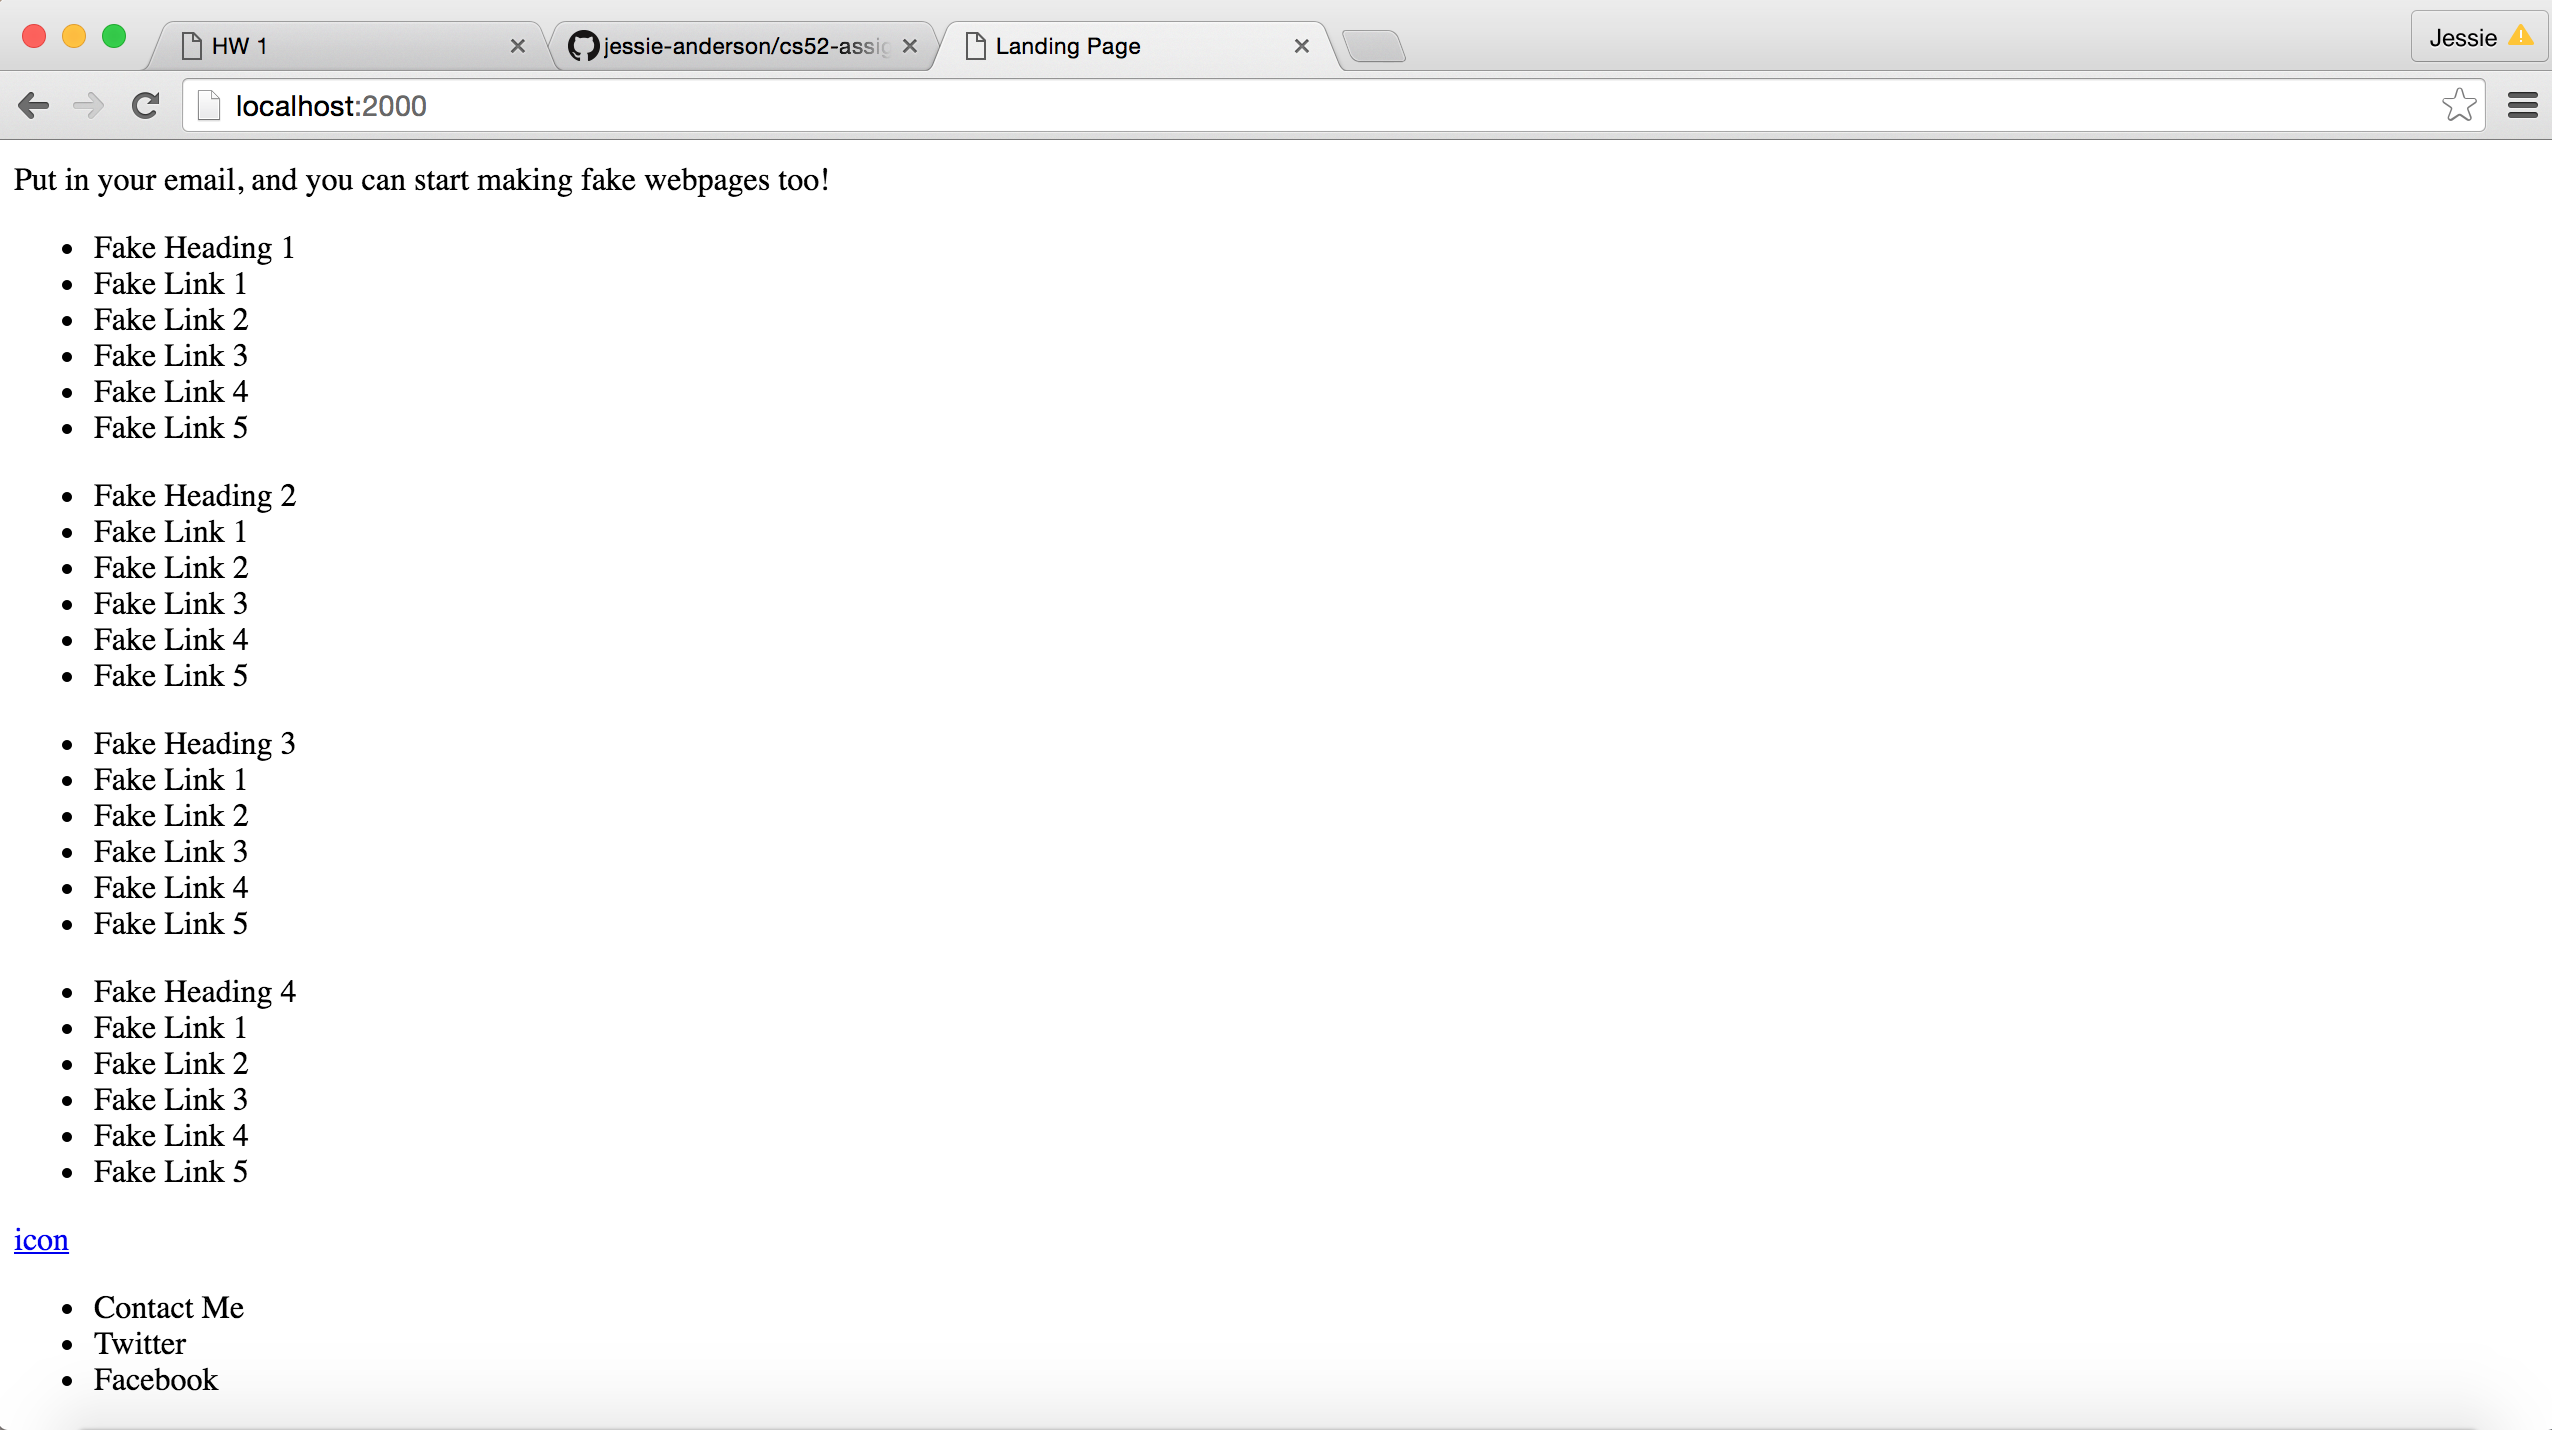 HW 1
jessie-anderson/cs52-assig
Landing Page
Jessie
localhost:2000
Put in your email, and you can start making fake webpages too!
Fake Heading 1
Fake Link 1
Fake Link 2
Fake Link 3
Fake Link 4
Fake Link 5
Fake Heading 2
Fake Link 1
Fake Link 2
Fake Link 3
Fake Link 4
Fake Link 5
Fake Heading 3
Fake Link 1
Fake Link 2
Fake Link 3
Fake Link 4
Fake Link 5
Fake Heading 4
Fake Link 1
Fake Link 2
Fake Link 3
Fake Link 4
Fake Link 5
icon
Contact Me
Twitter
Facebook